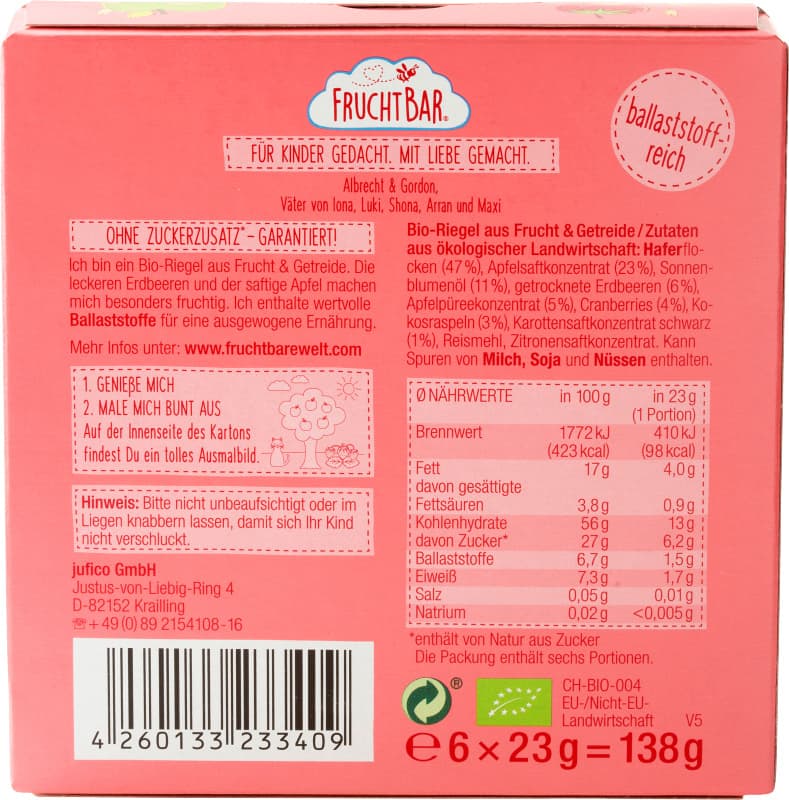 FRUCHTBAR®
ballaststoff-
reich
FÜR KINDER GEDACHT. MIT LIEBE GEMACHT.
Albrecht & Gordon,
Väter von Iona, Luki, Shona, Arran und Maxi
OHNE ZUCKERZUSATZ* – GARANTIERT!
Ich bin ein Bio-Riegel aus Frucht & Getreide. Die
leckeren Erdbeeren und der saftige Apfel machen
mich besonders fruchtig. Ich enthalte wertvolle
Ballaststoffe für eine ausgewogene Ernährung.
Mehr Infos unter: www.fruchtbarewelt.com
1. GENIEẞE MICH
2. MALE MICH BUNT AUS
Auf der Innenseite des Kartons
findest Du ein tolles Ausmalbild.
Hinweis: Bitte nicht unbeaufsichtigt oder im
Liegen knabbern lassen, damit sich Ihr Kind
nicht verschluckt.
jufico GmbH
Justus-von-Liebig-Ring 4
D-82152 Krailling
☏ + 49 (0) 89 2154108 - 16
4 260133 233409
Bio-Riegel aus Frucht & Getreide / Zutaten
aus ökologischer Landwirtschaft: Haferflo-
cken (47 %), Apfelsaftkonzentrat (23 %), Sonnen-
blumenöl (11 %), getrocknete Erdbeeren (6 %),
Apfelpüreekonzentrat (5 %), Cranberries (4 %), Ko-
kosraspeln (3 %), Karottensaftkonzentrat schwarz
(1 %), Reismehl, Zitronensaftkonzentrat. Kann
Spuren von Milch, Soja und Nüssen enthalten.
Ø NÄHRWERTE in 100 g in 23 g
(1 Portion)
Brennwert 1772 kJ 410 kJ
(423 kcal) (98 kcal)
Fett 17 g 4,0 g
davon gesättigte
Fettsäuren 3,8 g 0,9 g
Kohlenhydrate 56 g 13 g
davon Zucker* 27 g 6,2 g
Ballaststoffe 6,7 g 1,5 g
Eiweiß 7,3 g 1,7 g
Salz 0,05 g 0,01 g
Natrium 0,02 g <0,005 g
*enthält von Natur aus Zucker
Die Packung enthält sechs Portionen.
®
CH-BIO-004
EU-/Nicht-EU-
Landwirtschaft V5
℮ 6 × 23 g = 138 g